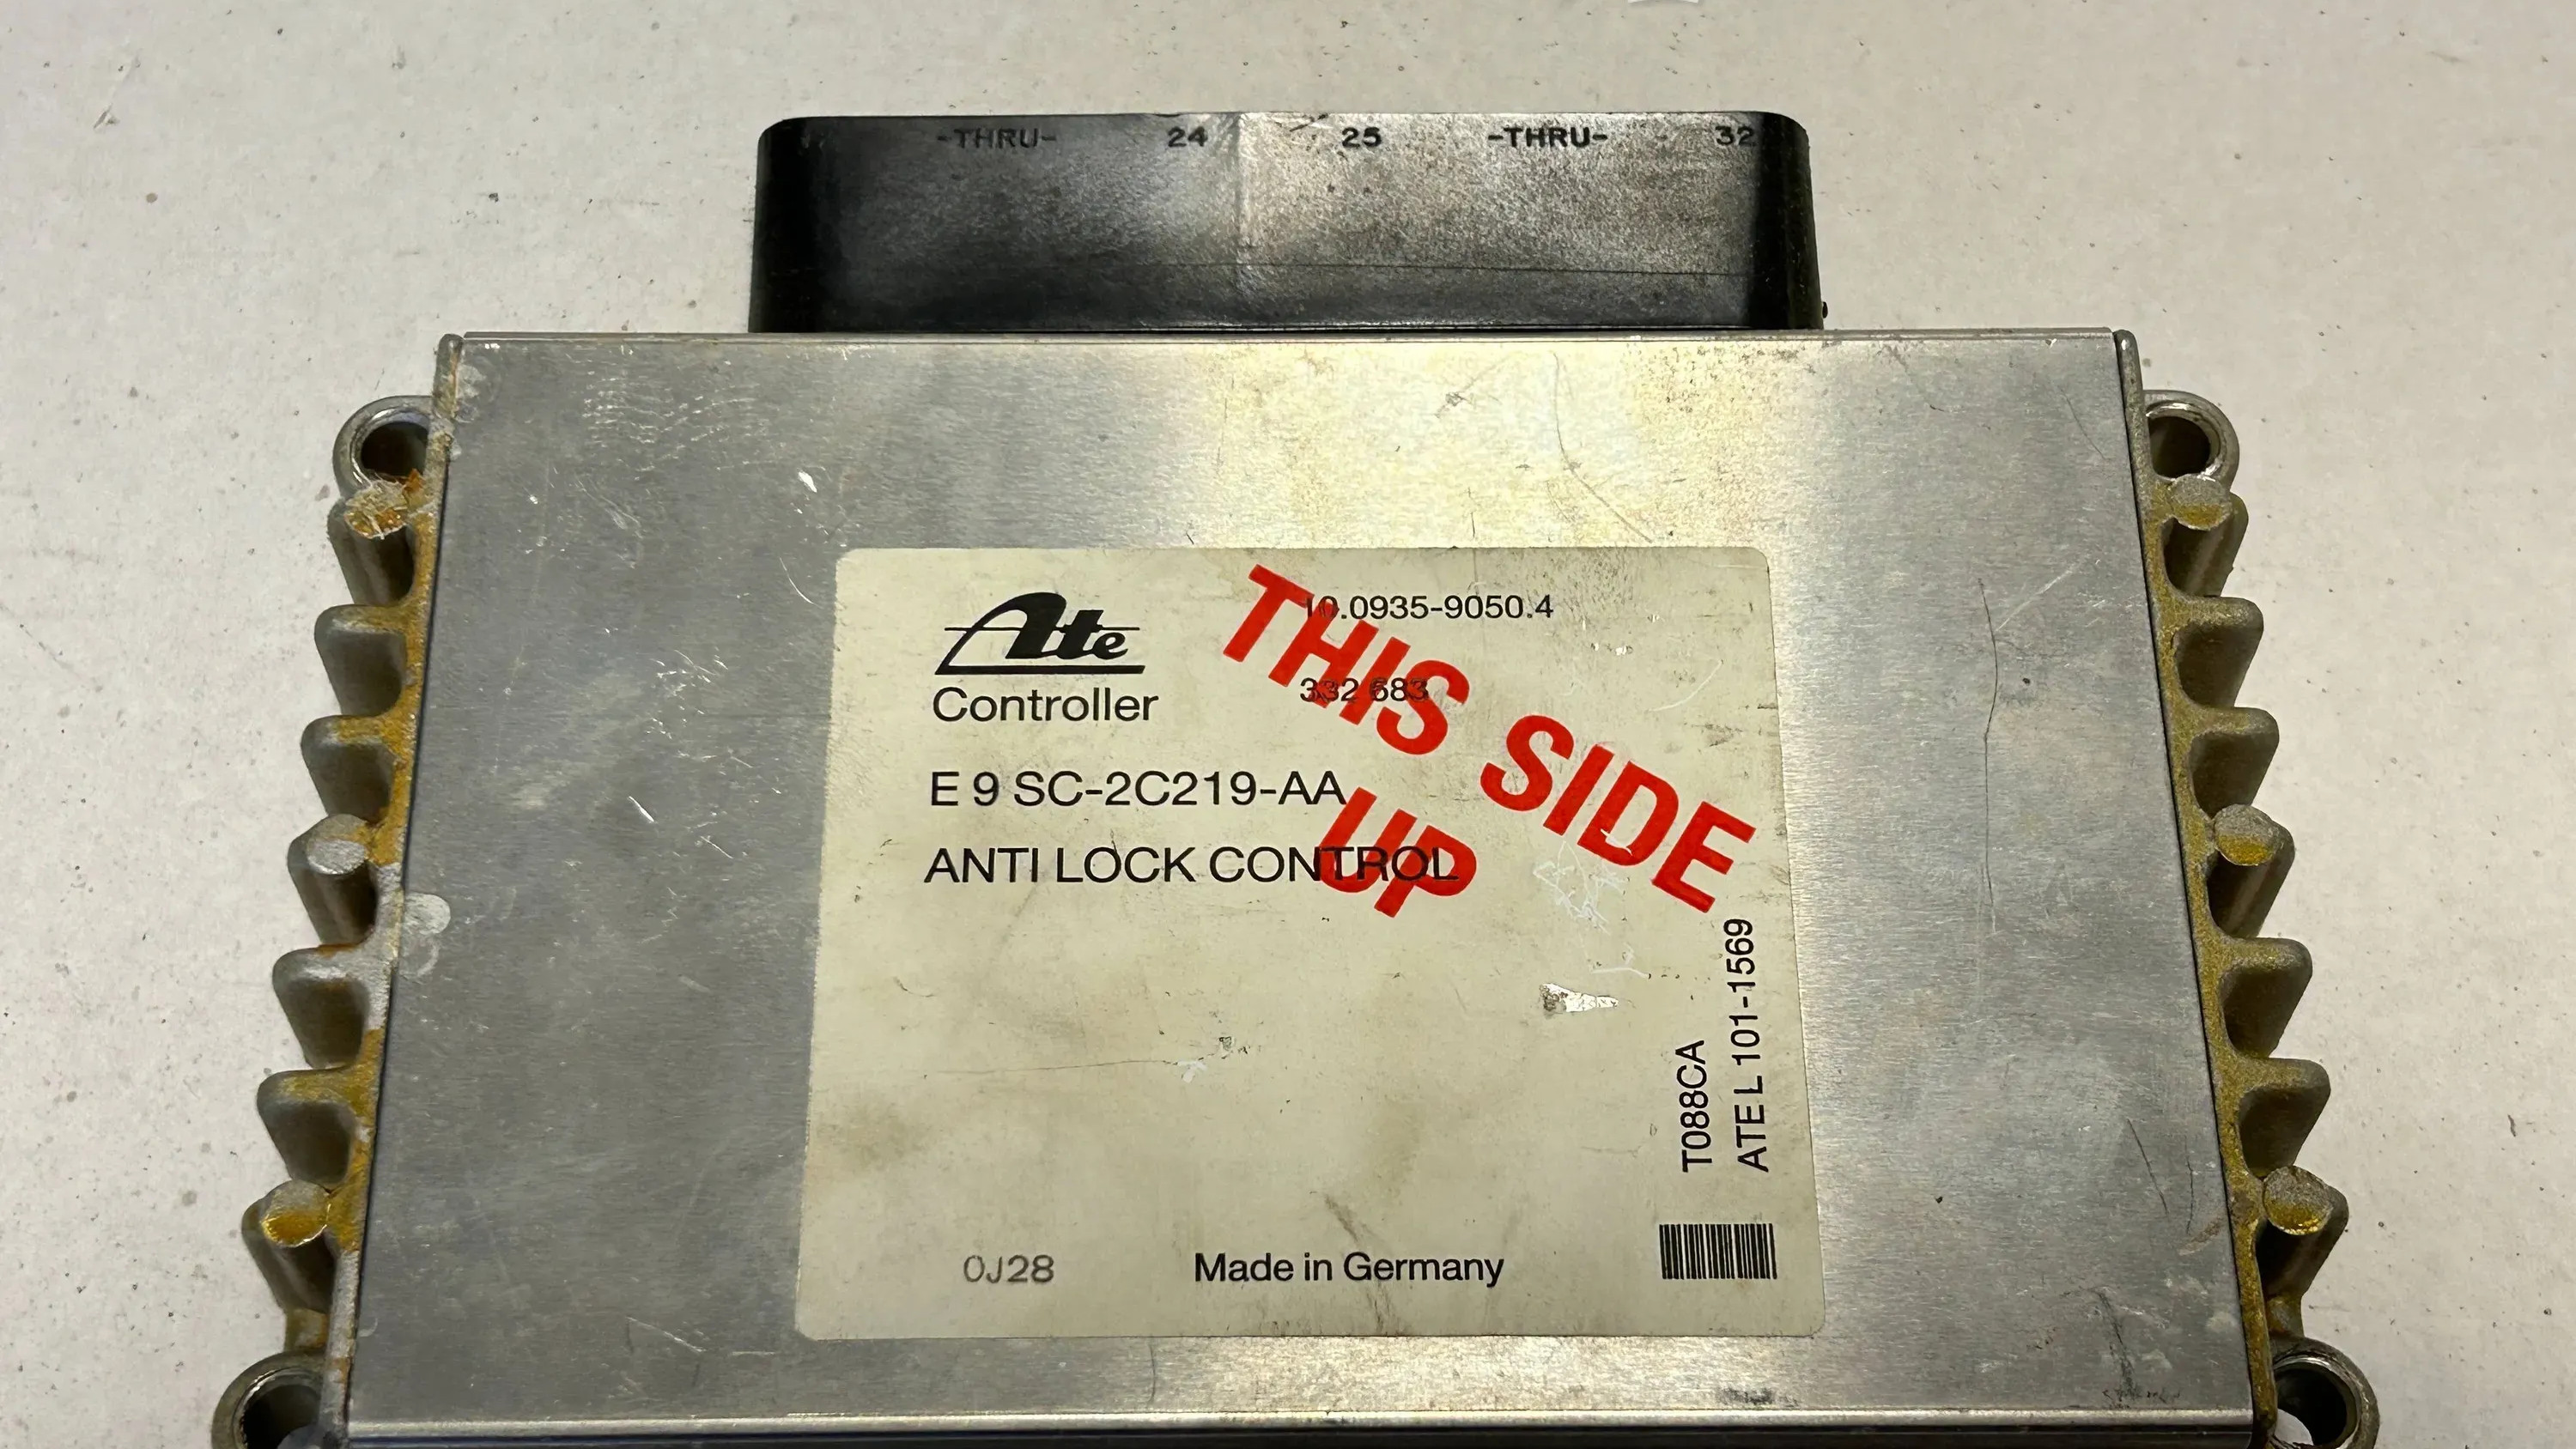 -THRU- 24 25 -THRU- 32
Ate
Controller
10.0935-9050.4
332 683
THIS SIDE
UP
E 9 SC-2C219-AA
ANTI LOCK CONTROL
T088CA
ATE L 101-1569
0J28
Made in Germany